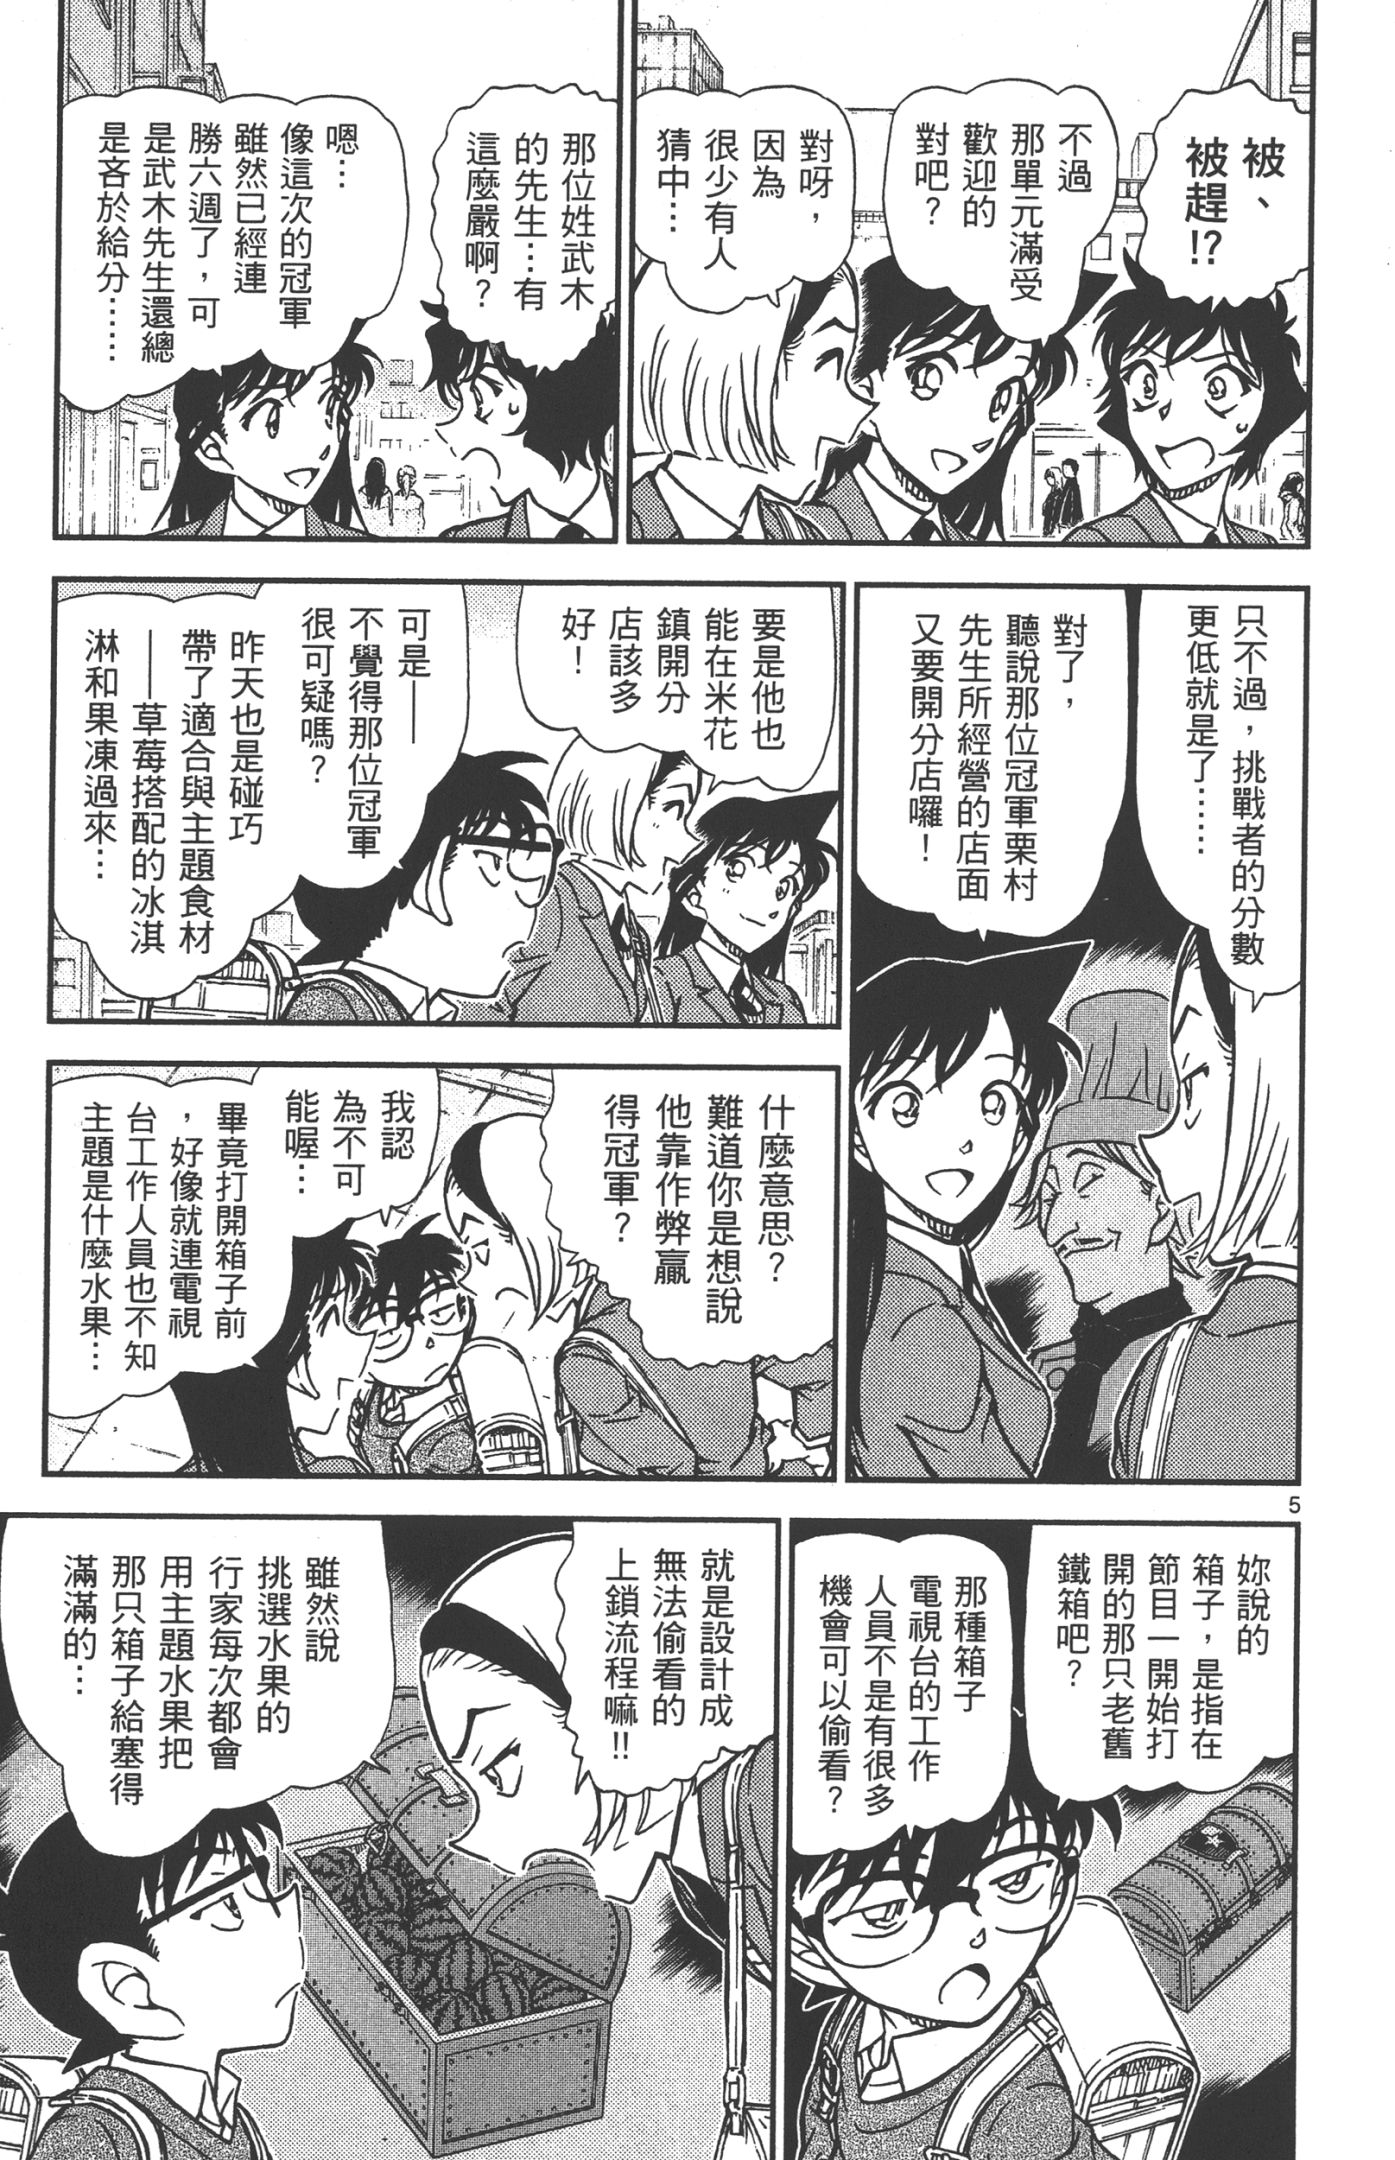 被、
被趕!?
不過
那單元滿受
歡迎的
對吧？
對呀，
因為
很少有人
猜中…
那位姓武木
的先生…有
這麼嚴啊？
嗯…
像這次的冠軍
雖然已經連
勝六週了，可
是武木先生還總
是吝於給分……
只不過，挑戰者的分數
更低就是了……
對了，
聽說那位冠軍栗村
先生所經營的店面
又要開分店囉！
要是他也
能在米花
鎮開分
店該多
好！
可是——
不覺得那位冠軍
很可疑嗎？
昨天也是碰巧
帶了適合與主題食材
——草莓搭配的冰淇
淋和果凍過來…
什麼意思？
難道你是想說
他靠作弊贏
得冠軍？
我認
為不可
能喔…
畢竟打開箱子前
，好像就連電視
台工作人員也不知
主題是什麼水果…
5
妳說的
箱子，是指在
節目一開始打
開的那只老舊
鐵箱吧？
那種箱子
電視台的工作
人員不是有很多
機會可以偷看？
就是設計成
無法偷看的
上鎖流程嘛!!
雖然說
挑選水果的
行家每次都會
用主題水果把
那只箱子給塞得
滿滿的…